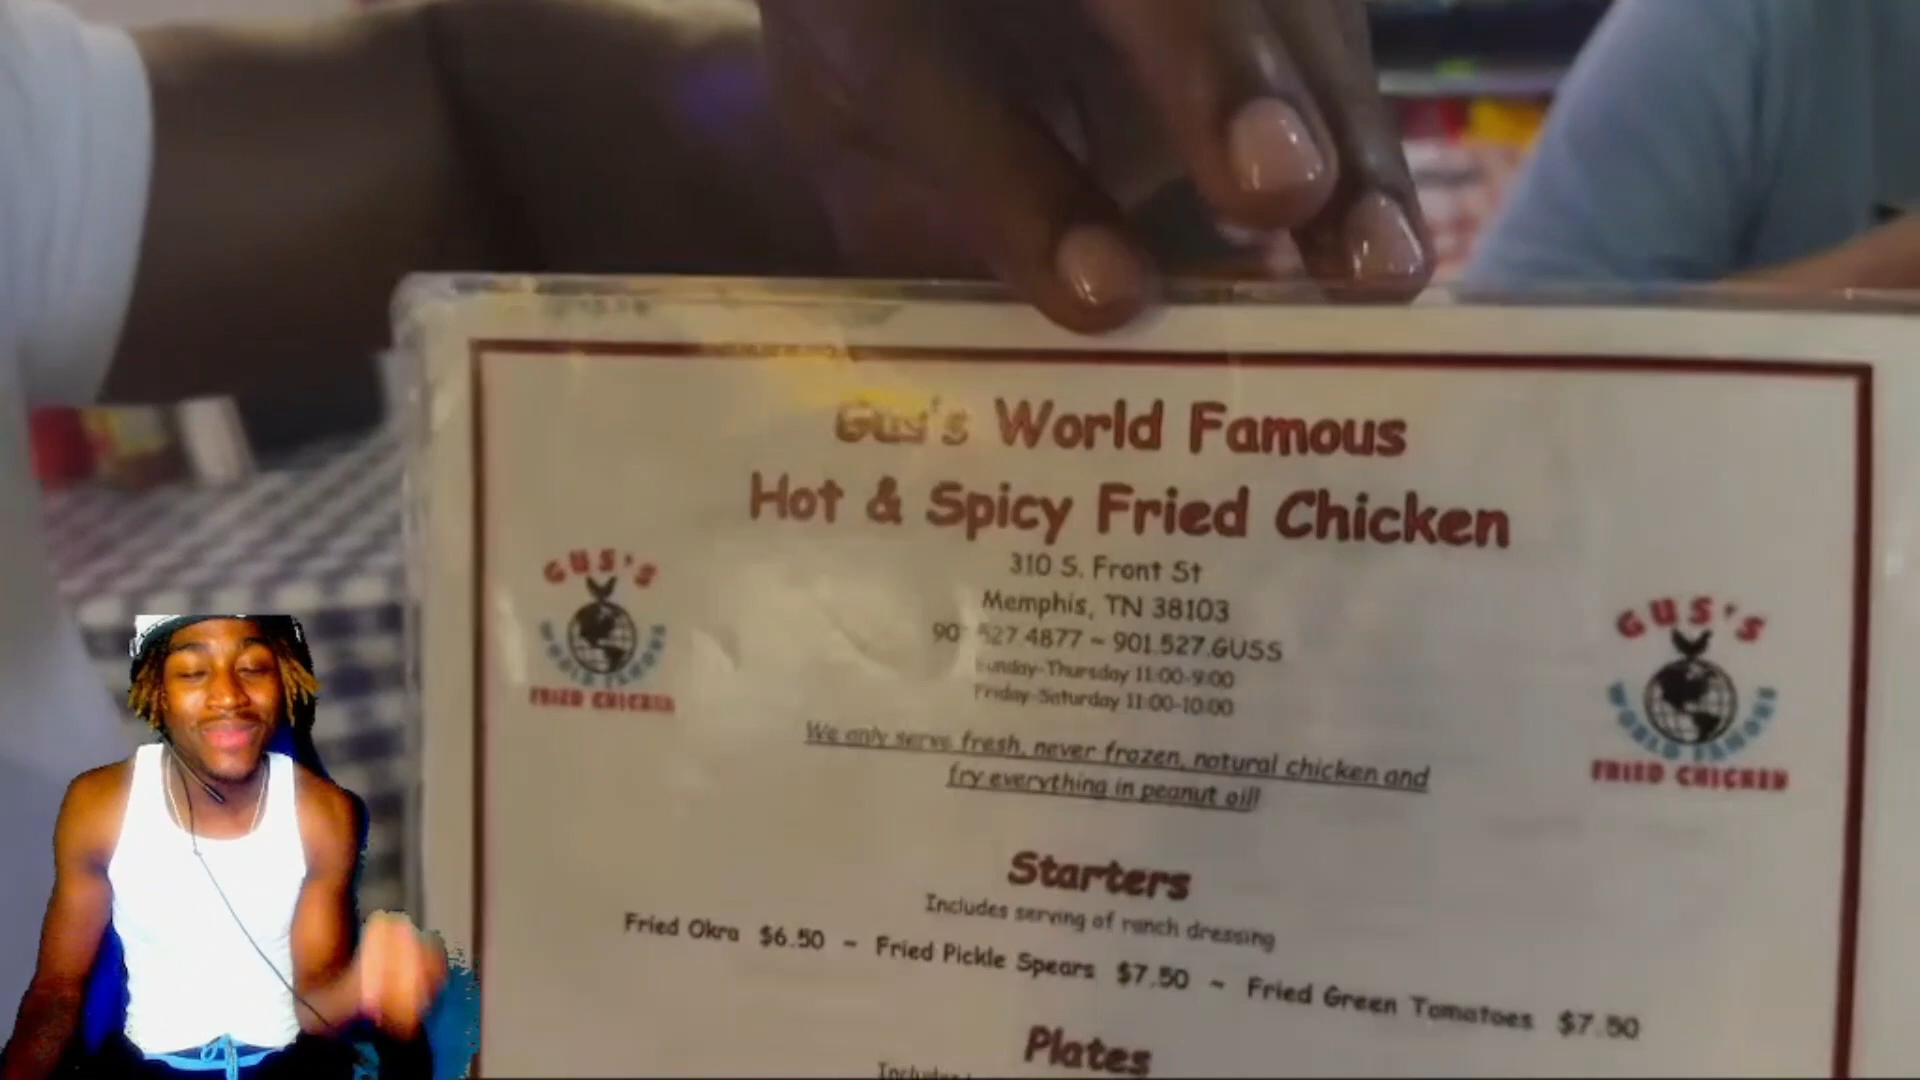 Gus's World Famous
Hot & Spicy Fried Chicken
310 S. Front St
Memphis, TN 38103
527.4877 ~ 901.527.GUSS
Sunday-Thursday 11:00-9:00
Friday-Saturday 11:00-10:00
We only serve fresh, never frozen, natural chicken and
fry everything in peanut oil!
GUS'S
WORLD FAMOUS
FRIED CHICKEN
GUS'S
WORLD FAMOUS
FRIED CHICKEN
Starters
Includes serving of ranch dressing
Fried Okra $6.50 ~ Fried Pickle Spears $7.50 ~ Fried Green Tomatoes $7.50
Plates